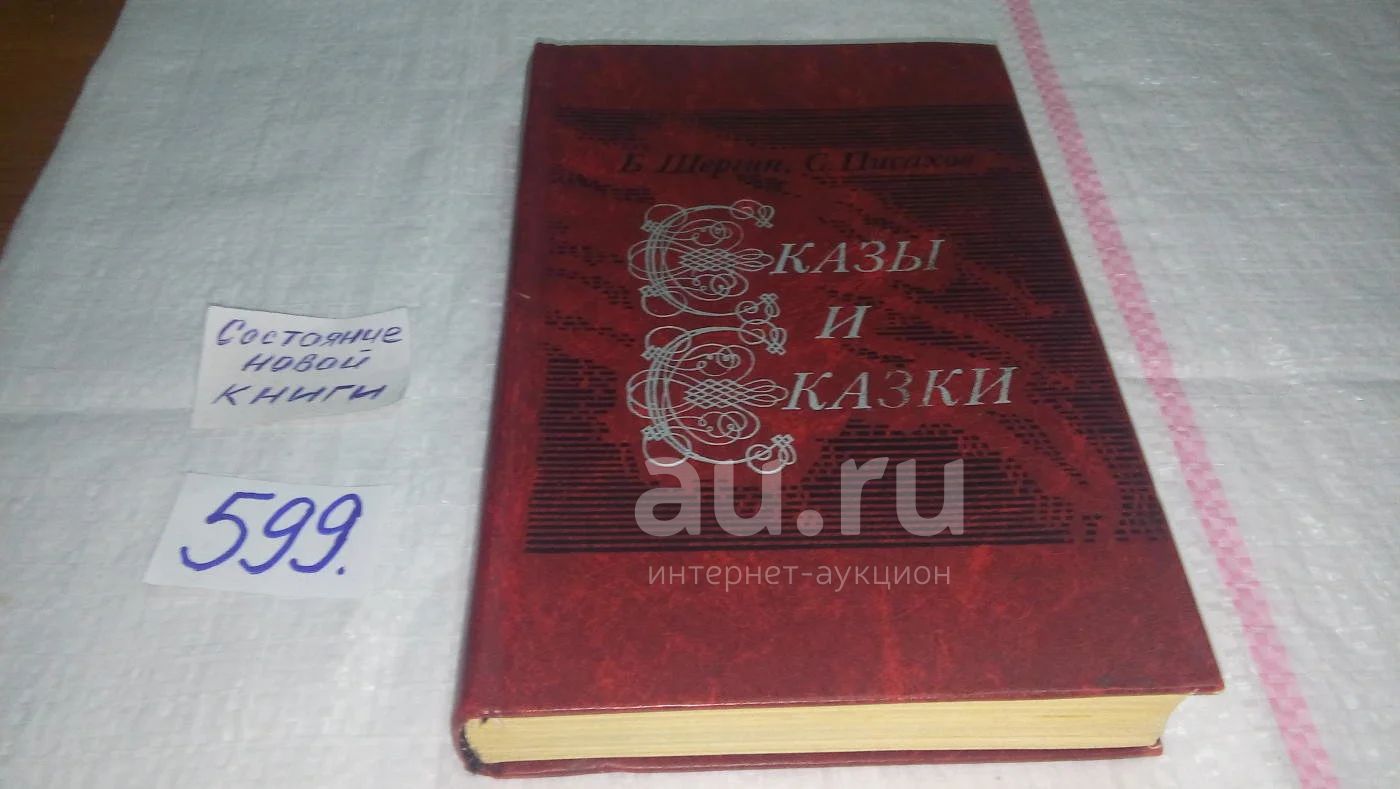 Б. Шергин, С. Писахов
СКАЗЫ
И
СКАЗКИ
Состояние
новой
книги
599.
au.ru
интернет-аукцион